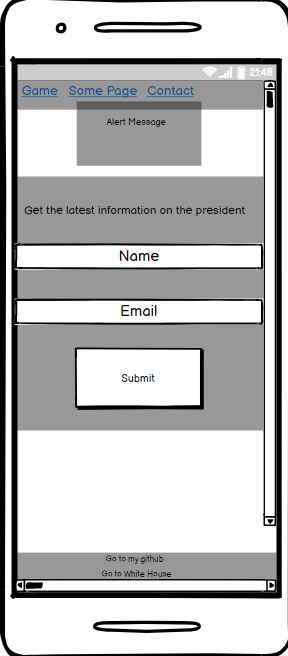 21:48
Game Some Page Contact
Alert Message
Get the latest information on the president
Name
Email
Submit
Go to my github
Go to White House